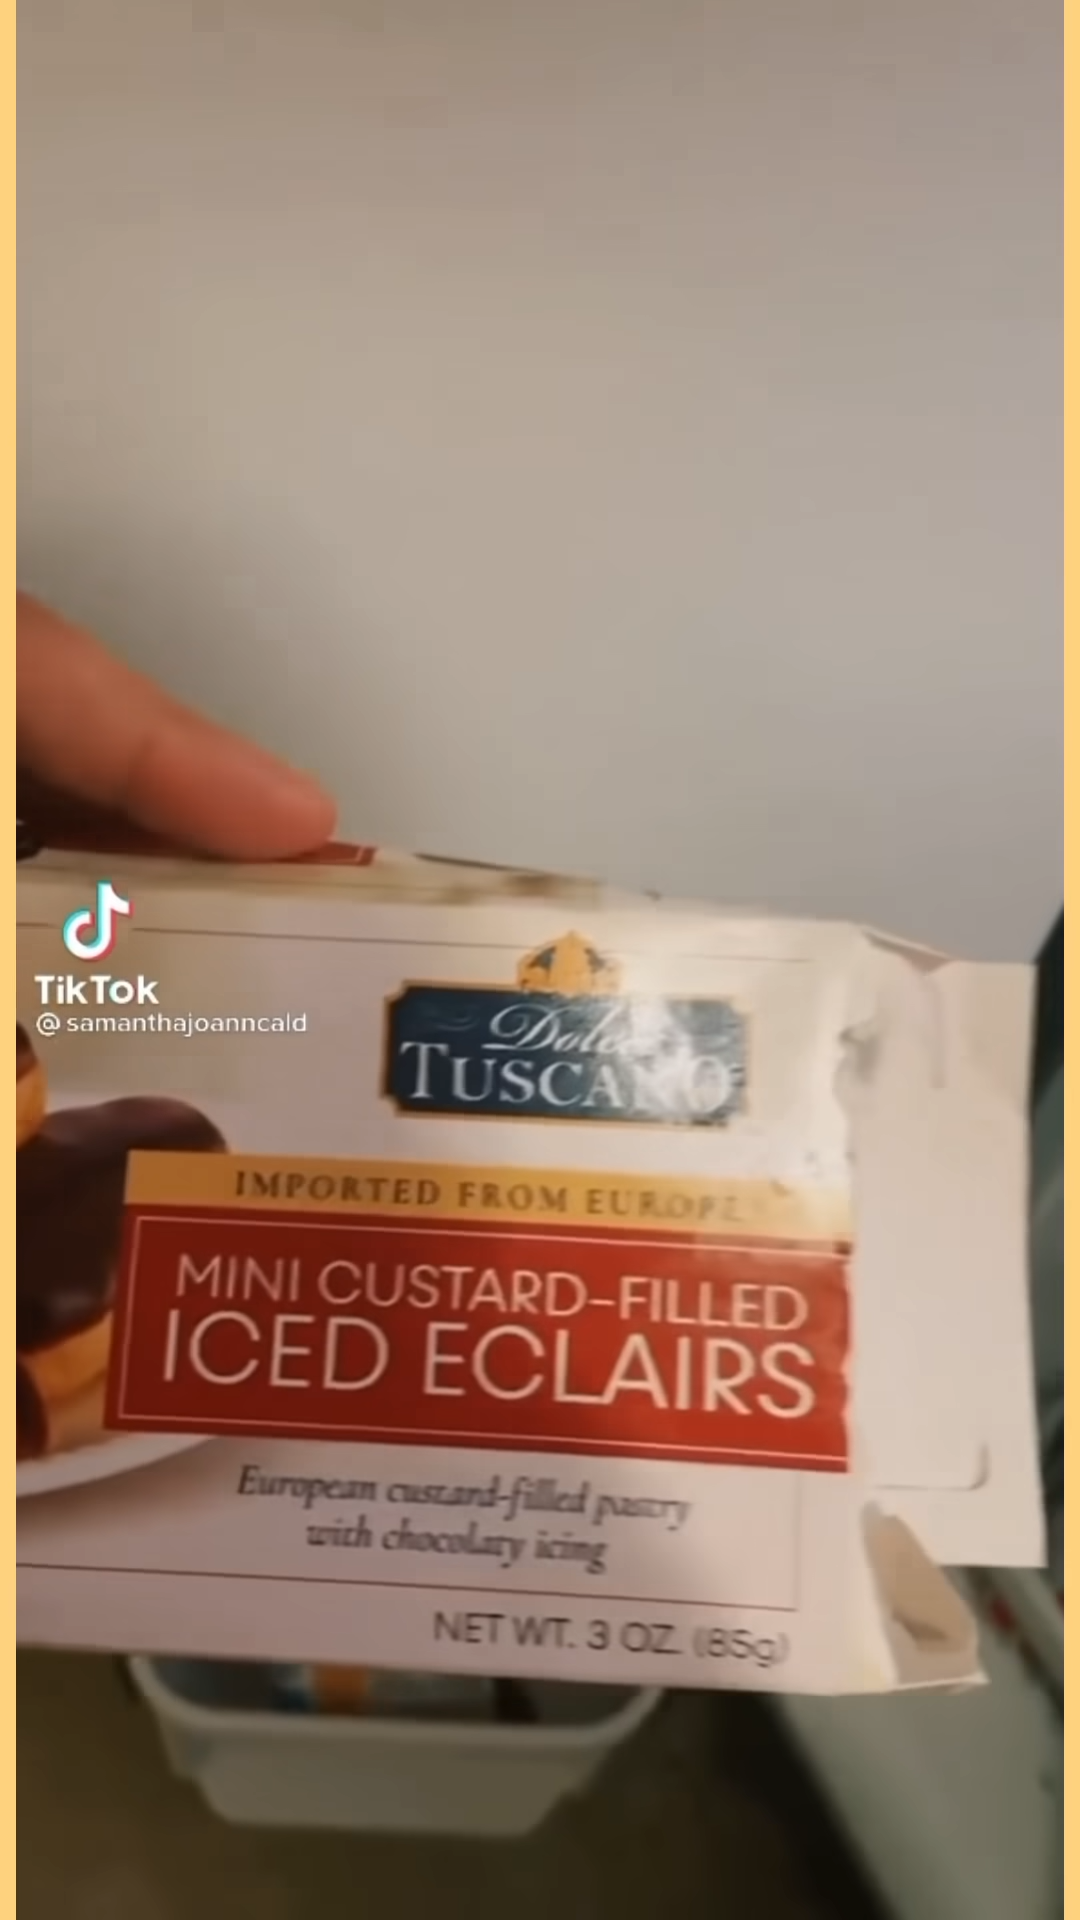 Dolce
TUSCANO
TikTok
@samanthajoanncald
IMPORTED FROM EUROPE
MINI CUSTARD-FILLED
ICED ECLAIRS
European custard-filled pastry
with chocolaty icing
NET WT. 3 OZ. (85g)